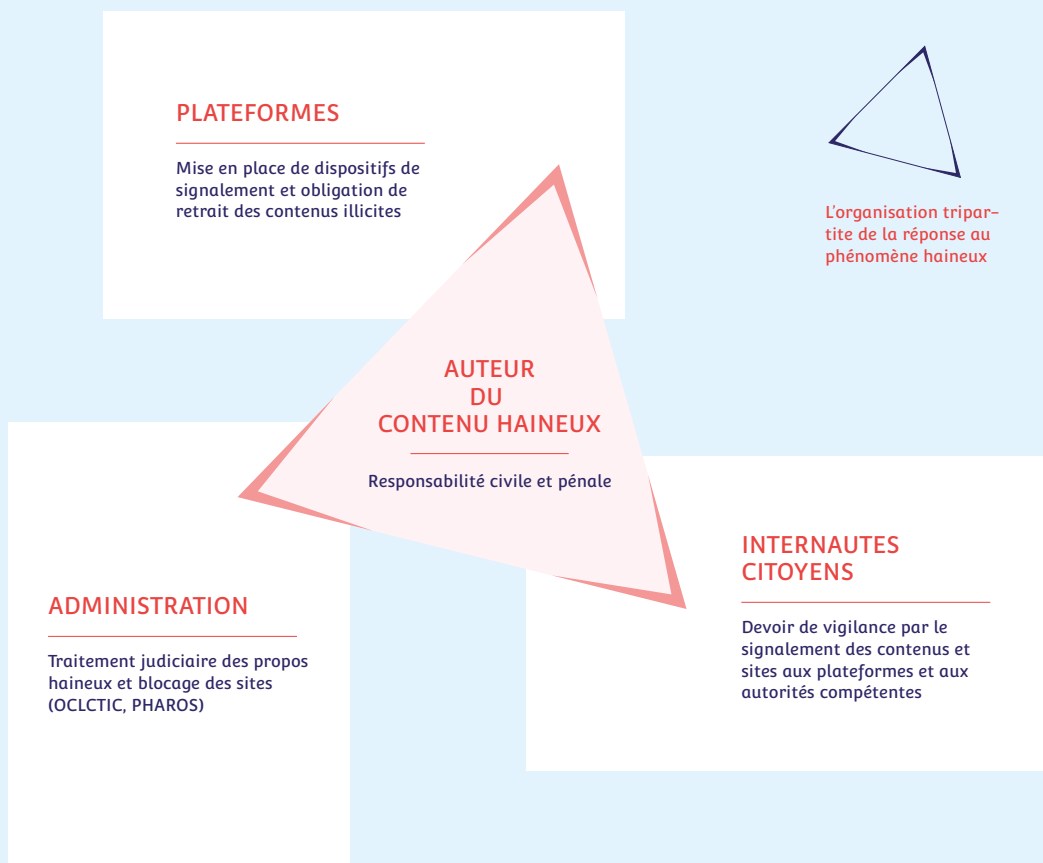 PLATEFORMES
Mise en place de dispositifs de
signalement et obligation de
retrait des contenus illicites
L'organisation tripar-
tite de la réponse au
phénomène haineux
AUTEUR
DU
CONTENU HAINEUX
Responsabilité civile et pénale
ADMINISTRATION
Traitement judiciaire des propos
haineux et blocage des sites
(OCLCTIC, PHAROS)
INTERNAUTES
CITOYENS
Devoir de vigilance par le
signalement des contenus et
sites aux plateformes et aux
autorités compétentes